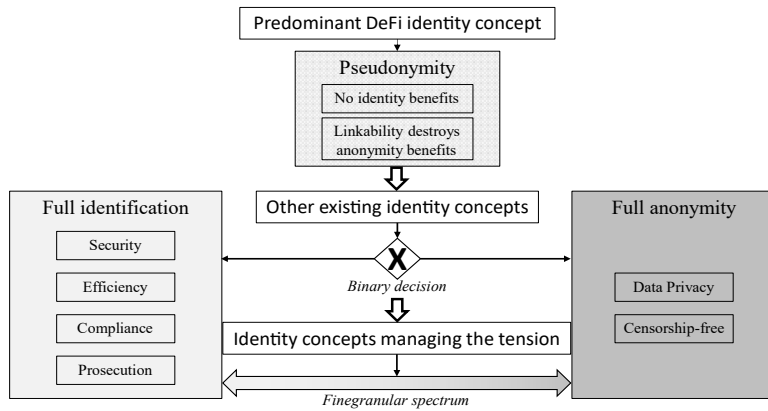 Predominant DeFi identity concept
Pseudonymity
No identity benefits
Linkability destroys
anonymity benefits
Other existing identity concepts
Full identification
Security
Efficiency
Compliance
Prosecution
X
Binary decision
Full anonymity
Data Privacy
Censorship-free
Identity concepts managing the tension
Finegranular spectrum